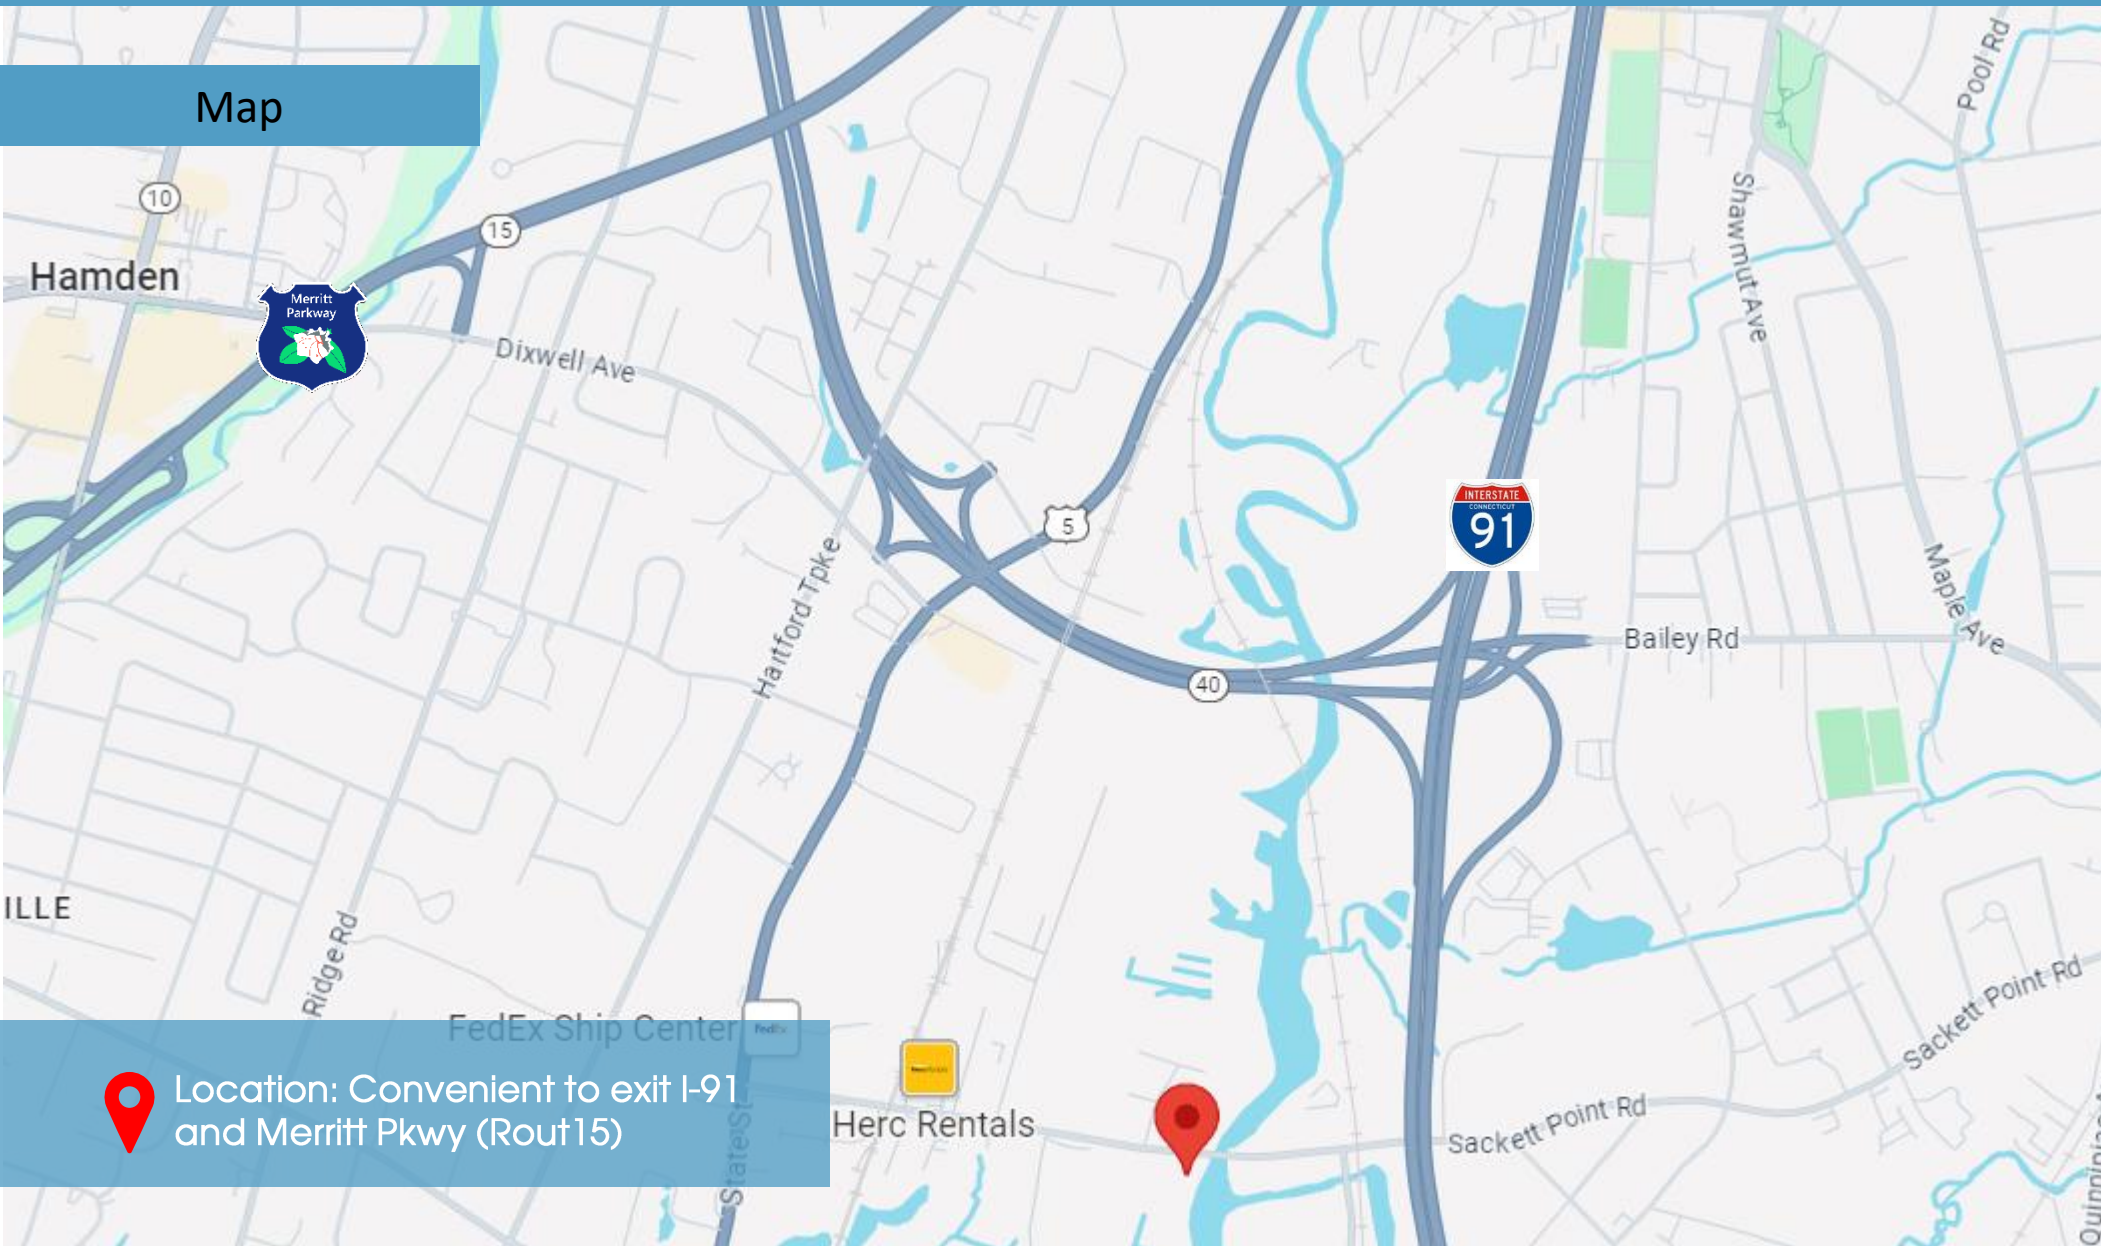 Map
Pool Rd
10
15
Shawmut Ave
Hamden
Merritt
Parkway
Dixwell Ave
INTERSTATE
CONNECTICUT
91
5
Hartford Tpke
Maple Ave
Bailey Rd
40
ILLE
Ridge Rd
Sackett Point Rd
FedEx Ship Center
FedEx
Location: Convenient to exit I-91
and Merritt Pkwy (Rout15)
State St
Herc Rentals
Sackett Point Rd